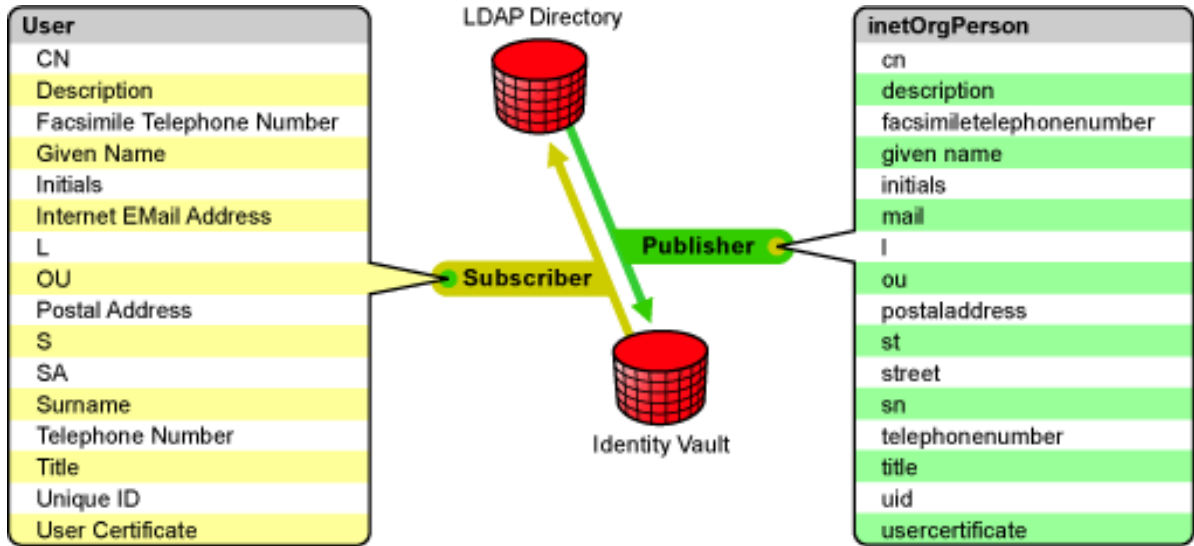 User
CN
Description
Facsimile Telephone Number
Given Name
Initials
Internet EMail Address
L
OU
Postal Address
S
SA
Surname
Telephone Number
Title
Unique ID
User Certificate
LDAP Directory
Publisher
Subscriber
Identity Vault
inetOrgPerson
cn
description
facsimiletelephonenumber
given name
initials
mail
l
ou
postaladdress
st
street
sn
telephonenumber
title
uid
usercertificate